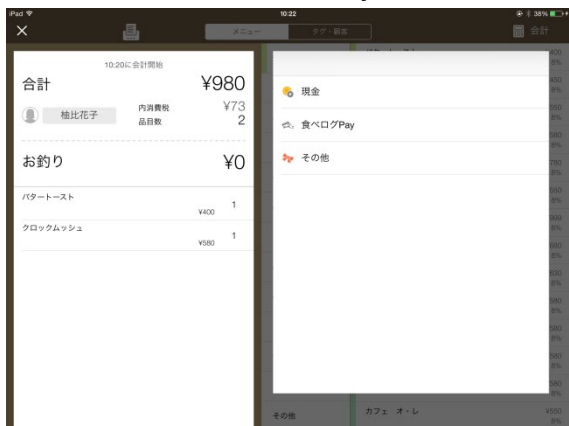 iPad
10:22
38%
メニュー
タグ・顧客
会計
10:20に会計開始
合計
¥980
柚比花子
内消費税
¥73
品目数
2
お釣り
¥0
バタートースト
¥400
1
クロックムッシュ
¥580
1
現金
食べログPay
その他
その他
カフェ オ・レ
¥560
8%